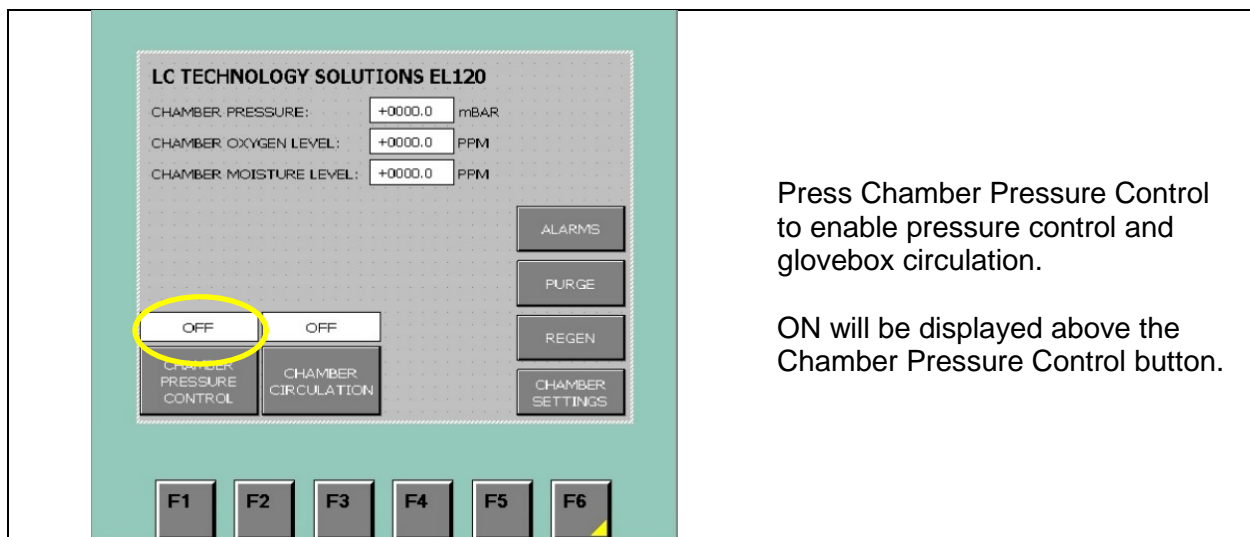 LC TECHNOLOGY SOLUTIONS EL120
CHAMBER PRESSURE: +0000.0 mBAR
CHAMBER OXYGEN LEVEL: +0000.0 PPM
CHAMBER MOISTURE LEVEL: +0000.0 PPM
ALARMS
PURGE
REGEN
CHAMBER
SETTINGS
OFF
CHAMBER
PRESSURE
CONTROL
OFF
CHAMBER
CIRCULATION
F1 F2 F3 F4 F5 F6
Press Chamber Pressure Control
to enable pressure control and
glovebox circulation.
ON will be displayed above the
Chamber Pressure Control button.